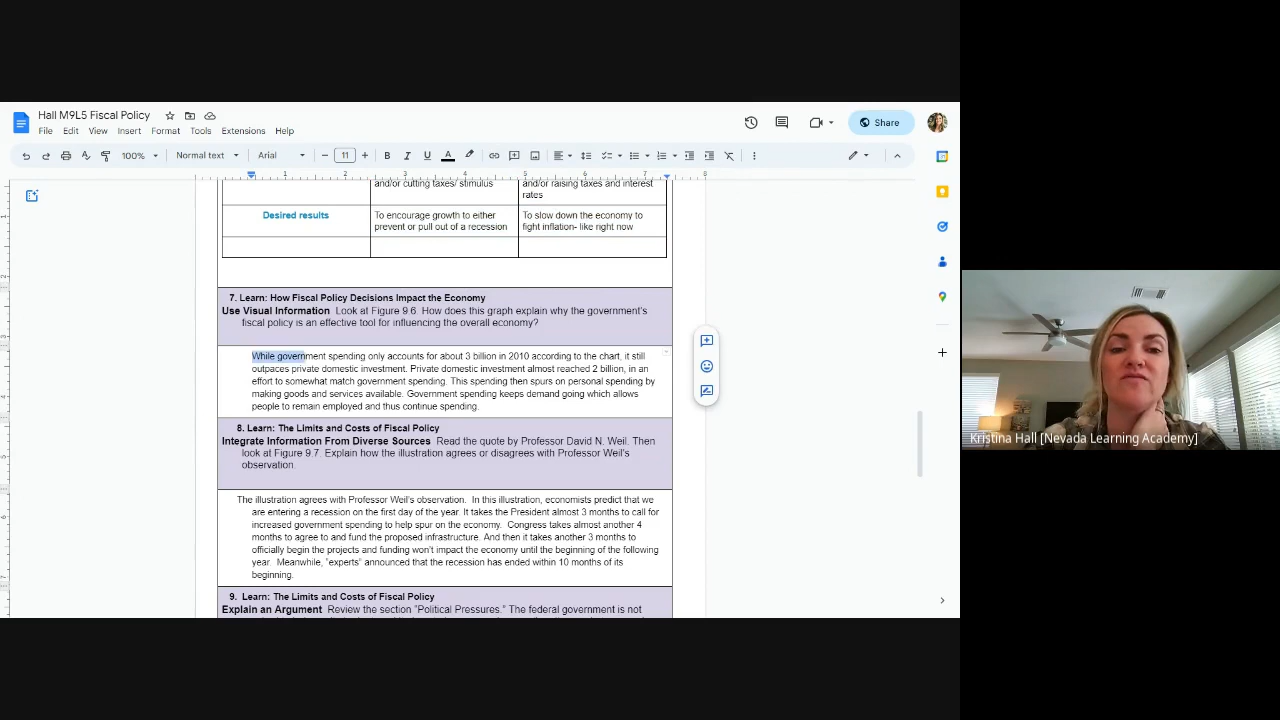 Hall M9L5 Fiscal Policy
File Edit View Insert Format Tools Extensions Help
Share
100% Normal text Arial 11 B I U A
1 2 3 4 5 6 7 8
and/or cutting taxes/ stimulus
and/or raising taxes and interest
rates
Desired results
To encourage growth to either
prevent or pull out of a recession
To slow down the economy to
fight inflation- like right now
7. Learn: How Fiscal Policy Decisions Impact the Economy
Use Visual Information Look at Figure 9.6. How does this graph explain why the government's
fiscal policy is an effective tool for influencing the overall economy?
While government spending only accounts for about 3 billion in 2010 according to the chart, it still
outpaces private domestic investment. Private domestic investment almost reached 2 billion, in an
effort to somewhat match government spending. This spending then spurs on personal spending by
making goods and services available. Government spending keeps demand going which allows
people to remain employed and thus continue spending.
8. Learn: The Limits and Costs of Fiscal Policy
Integrate Information From Diverse Sources Read the quote by Professor David N. Weil. Then
look at Figure 9.7. Explain how the illustration agrees or disagrees with Professor Weil's
observation.
The illustration agrees with Professor Weil's observation. In this illustration, economists predict that we
are entering a recession on the first day of the year. It takes the President almost 3 months to call for
increased government spending to help spur on the economy. Congress takes almost another 4
months to agree to and fund the proposed infrastructure. And then it takes another 3 months to
officially begin the projects and funding won't impact the economy until the beginning of the following
year. Meanwhile, "experts" announced that the recession has ended within 10 months of its
beginning.
9. Learn: The Limits and Costs of Fiscal Policy
Explain an Argument Review the section "Political Pressures." The federal government is not
Kristina Hall [Nevada Learning Academy]